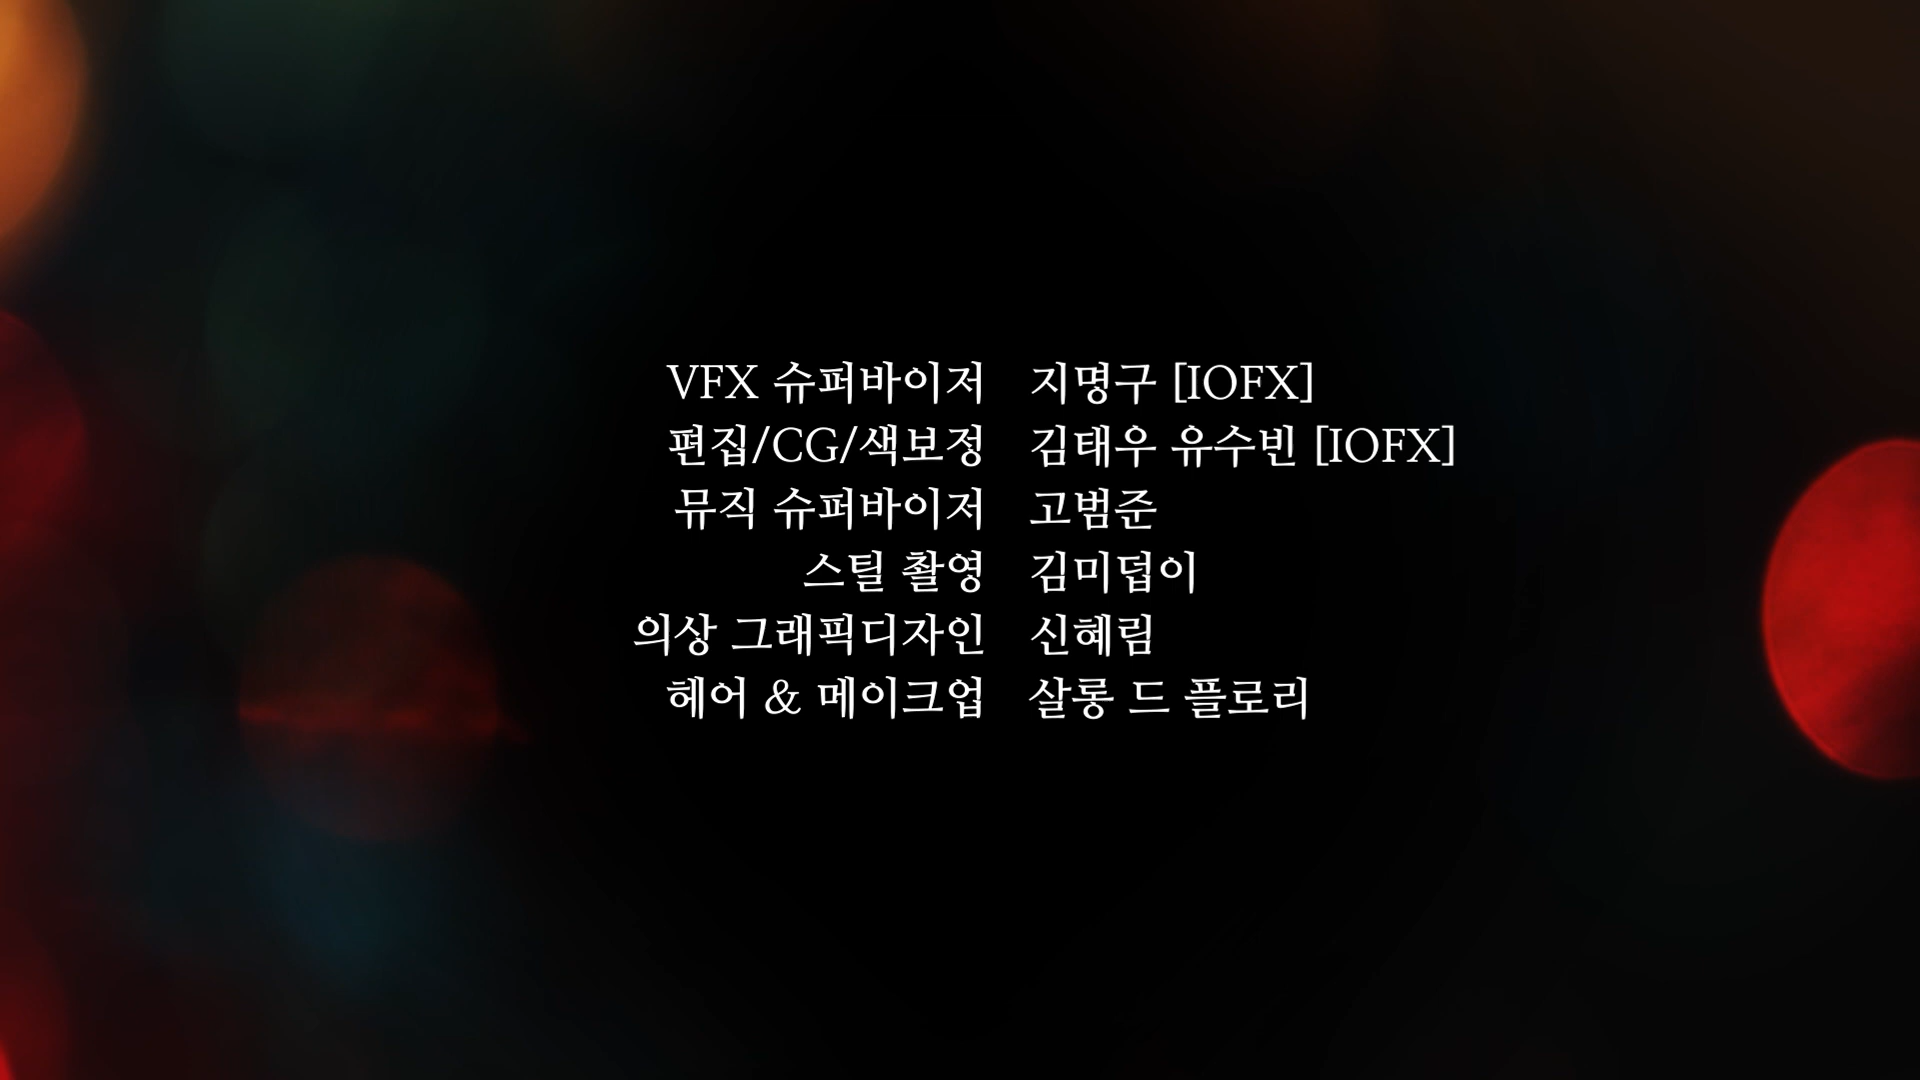 VFX 슈퍼바이저 지명구 [IOFX]
편집/CG/색보정 김태우 유수빈 [IOFX]
뮤직 슈퍼바이저 고범준
스틸 촬영 김미덥이
의상 그래픽디자인 신혜림
헤어 & 메이크업 살롱 드 플로리